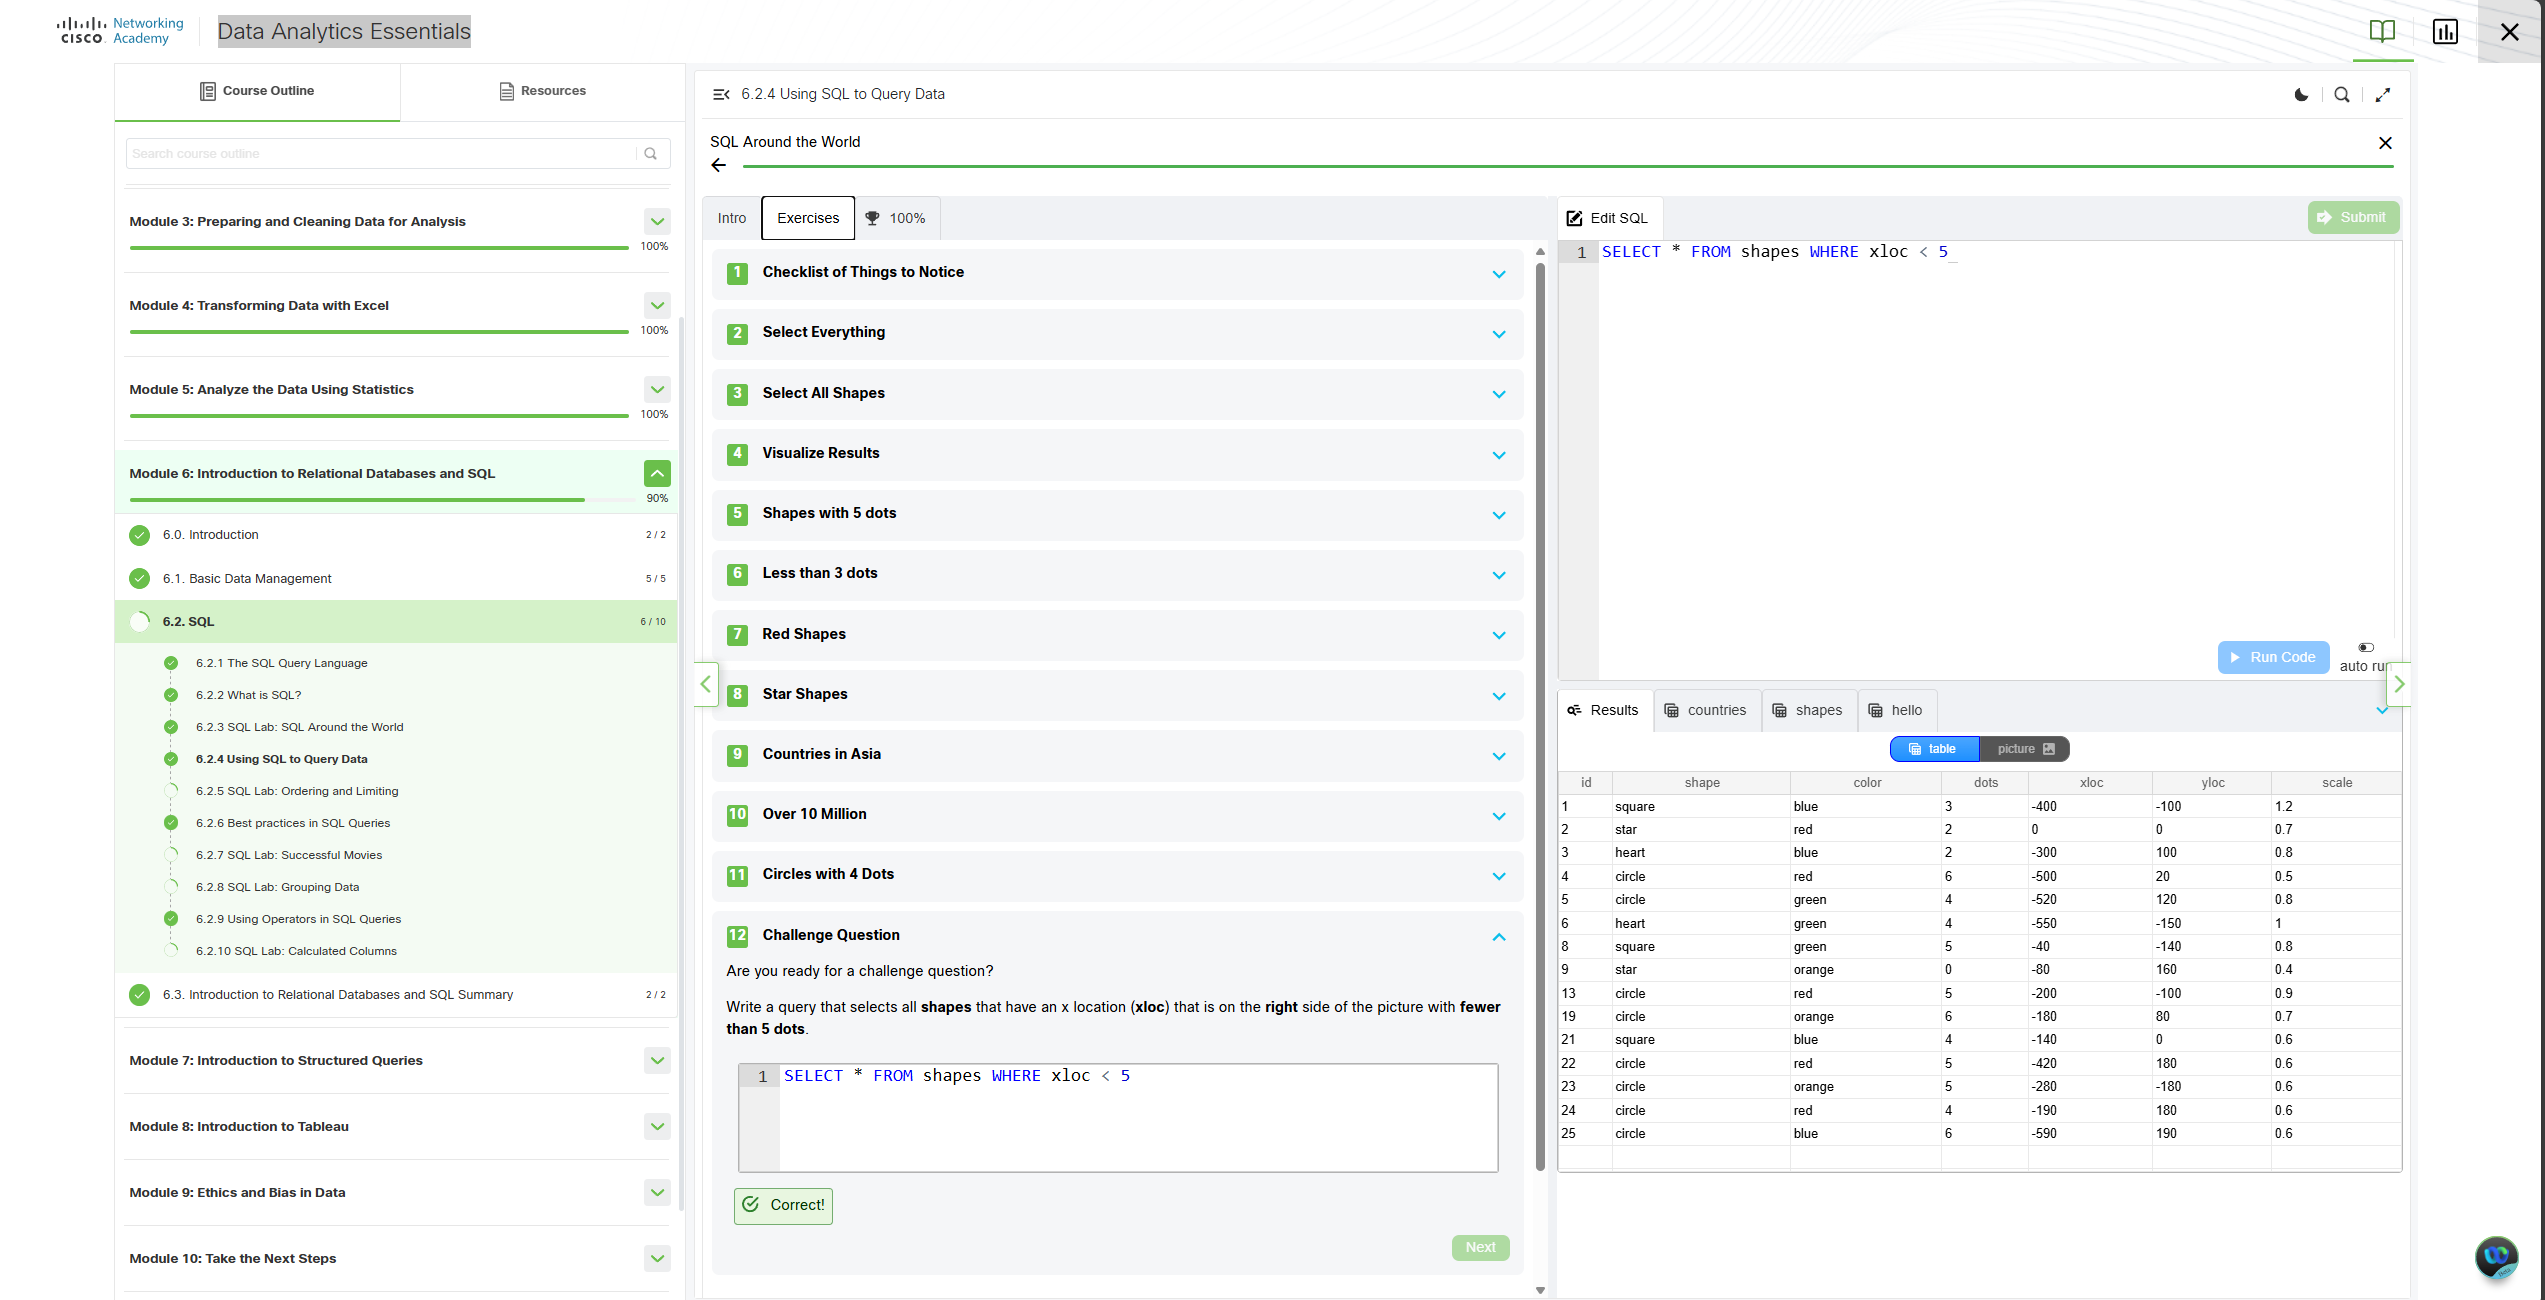 CISCO Networking Academy
Data Analytics Essentials
Course Outline
Resources
Search course outline
Module 3: Preparing and Cleaning Data for Analysis
100%
Module 4: Transforming Data with Excel
100%
Module 5: Analyze the Data Using Statistics
100%
Module 6: Introduction to Relational Databases and SQL
90%
6.0. Introduction 2 / 2
6.1. Basic Data Management 5 / 5
6.2. SQL 6 / 10
6.2.1 The SQL Query Language
6.2.2 What is SQL?
6.2.3 SQL Lab: SQL Around the World
6.2.4 Using SQL to Query Data
6.2.5 SQL Lab: Ordering and Limiting
6.2.6 Best practices in SQL Queries
6.2.7 SQL Lab: Successful Movies
6.2.8 SQL Lab: Grouping Data
6.2.9 Using Operators in SQL Queries
6.2.10 SQL Lab: Calculated Columns
6.3. Introduction to Relational Databases and SQL Summary 2 / 2
Module 7: Introduction to Structured Queries
Module 8: Introduction to Tableau
Module 9: Ethics and Bias in Data
Module 10: Take the Next Steps
6.2.4 Using SQL to Query Data
SQL Around the World
Intro Exercises 100%
1 Checklist of Things to Notice
2 Select Everything
3 Select All Shapes
4 Visualize Results
5 Shapes with 5 dots
6 Less than 3 dots
7 Red Shapes
8 Star Shapes
9 Countries in Asia
10 Over 10 Million
11 Circles with 4 Dots
12 Challenge Question
Are you ready for a challenge question?
Write a query that selects all shapes that have an x location (xloc) that is on the right side of the picture with fewer
than 5 dots.
1 SELECT * FROM shapes WHERE xloc < 5
Correct!
Next
Edit SQL
Submit
1 SELECT * FROM shapes WHERE xloc < 5
Run Code
auto run
Results countries shapes hello
table picture
id shape color dots xloc yloc scale
1 square blue 3 -400 -100 1.2
2 star red 2 0 0 0.7
3 heart blue 2 -300 100 0.8
4 circle red 6 -500 20 0.5
5 circle green 4 -520 120 0.8
6 heart green 4 -550 -150 1
8 square green 5 -40 -140 0.8
9 star orange 0 -80 160 0.4
13 circle red 5 -200 -100 0.9
19 circle orange 6 -180 80 0.7
21 square blue 4 -140 0 0.6
22 circle red 5 -420 180 0.6
23 circle orange 5 -280 -180 0.6
24 circle red 4 -190 180 0.6
25 circle blue 6 -590 190 0.6